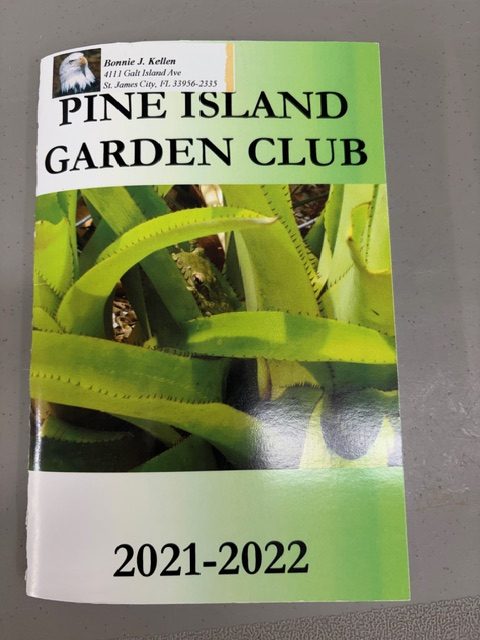 Bonnie J. Kellen
4111 Galt Island Ave
St. James City, FL 33956-2335
PINE ISLAND
GARDEN CLUB
2021-2022